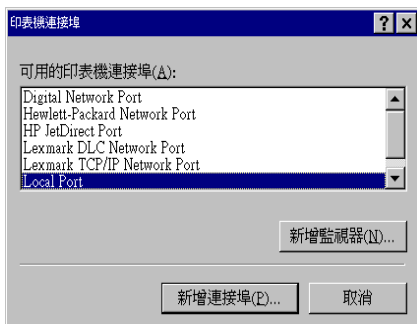 印表機連接埠
可用的印表機連接埠(A):
Digital Network Port
Hewlett-Packard Network Port
HP JetDirect Port
Lexmark DLC Network Port
Lexmark TCP/IP Network Port
Local Port
新增監視器(N)...
新增連接埠(P)...
取消